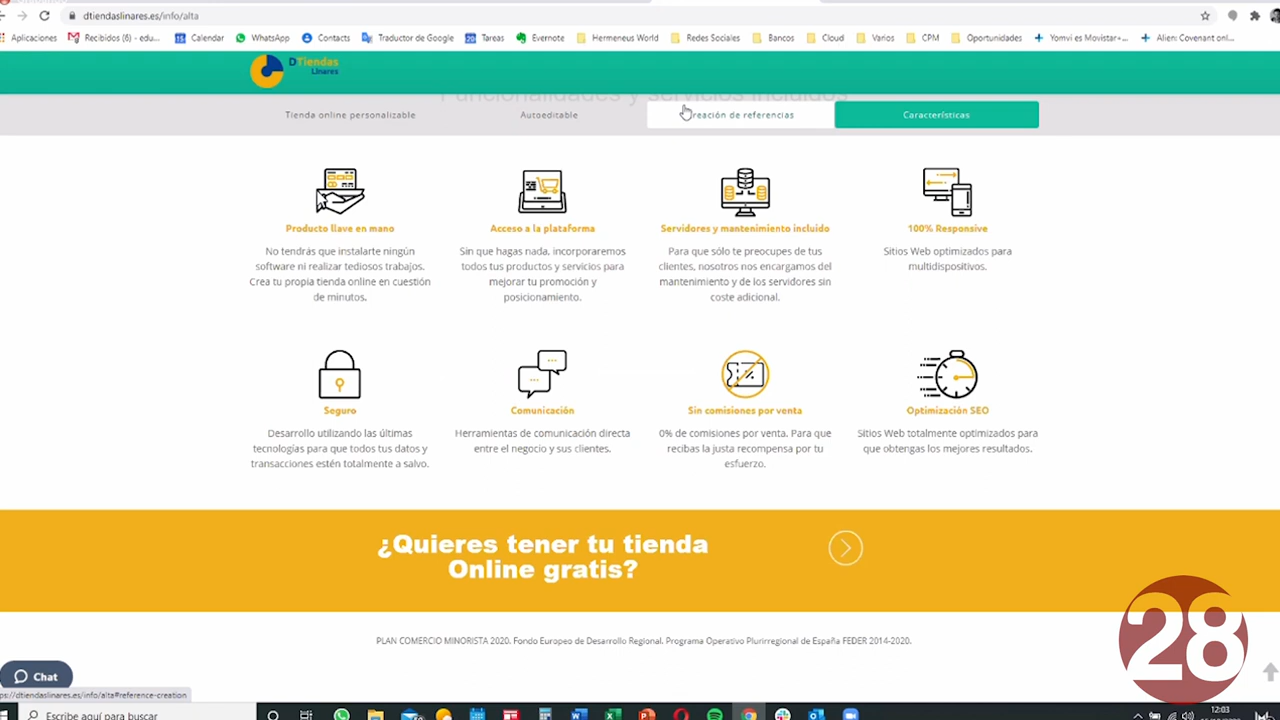 dtiendaslinares.es/info/alta
Aplicaciones
Recibidos (6) - edu...
Calendar
WhatsApp
Contacts
Traductor de Google
Tareas
Evernote
Hermeneus World
Redes Sociales
Bancos
Cloud
Varios
CPM
Oportunidades
Yomvi es Movistar+...
Alien: Covenant onl...
DTiendas
Linares
Funcionalidades y servicios incluidos
Tienda online personalizable
Autoeditable
Creación de referencias
Características
Producto llave en mano
No tendrás que instalarte ningún
software ni realizar tediosos trabajos.
Crea tu propia tienda online en cuestión
de minutos.
Acceso a la plataforma
Sin que hagas nada, incorporaremos
todos tus productos y servicios para
mejorar tu promoción y
posicionamiento.
Servidores y mantenimiento incluido
Para que sólo te preocupes de tus
clientes, nosotros nos encargamos del
mantenimiento y de los servidores sin
coste adicional.
100% Responsive
Sitios Web optimizados para
multidispositivos.
Seguro
Desarrollo utilizando las últimas
tecnologías para que todos tus datos y
transacciones estén totalmente a salvo.
Comunicación
Herramientas de comunicación directa
entre el negocio y sus clientes.
Sin comisiones por venta
0% de comisiones por venta. Para que
recibas la justa recompensa por tu
esfuerzo.
Optimización SEO
Sitios Web totalmente optimizados para
que obtengas los mejores resultados.
¿Quieres tener tu tienda
Online gratis?
PLAN COMERCIO MINORISTA 2020. Fondo Europeo de Desarrollo Regional. Programa Operativo Plurirregional de España FEDER 2014-2020.
28
Chat
ps://dtiendaslinares.es/info/alta#reference-creation
Escribe aquí para buscar
12:03